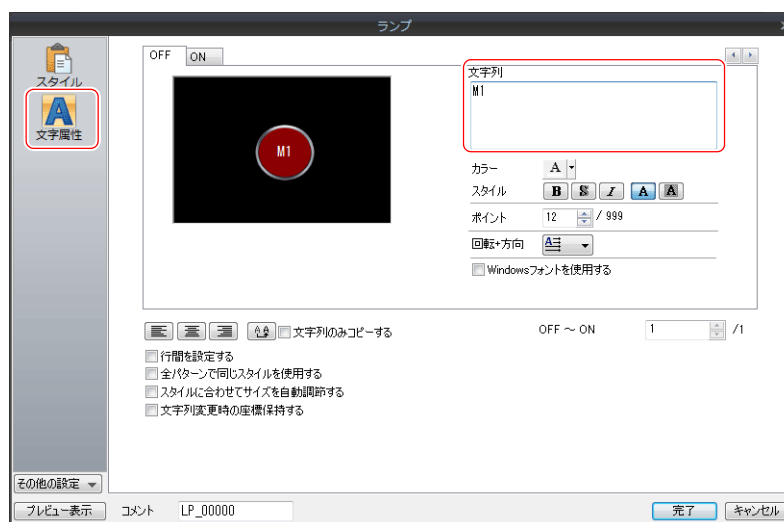 ランプ
スタイル
A
文字属性
OFF ON
M1
文字列
M1
カラー A
スタイル B S I A A
ポイント 12 / 999
回転+方向 A
Windowsフォントを使用する
文字列のみコピーする
OFF ～ ON 1 /1
行間を設定する
全パターンで同じスタイルを使用する
スタイルに合わせてサイズを自動調節する
文字列変更時の座標保持する
その他の設定
プレビュー表示 コメント LP_00000 完了 キャンセル